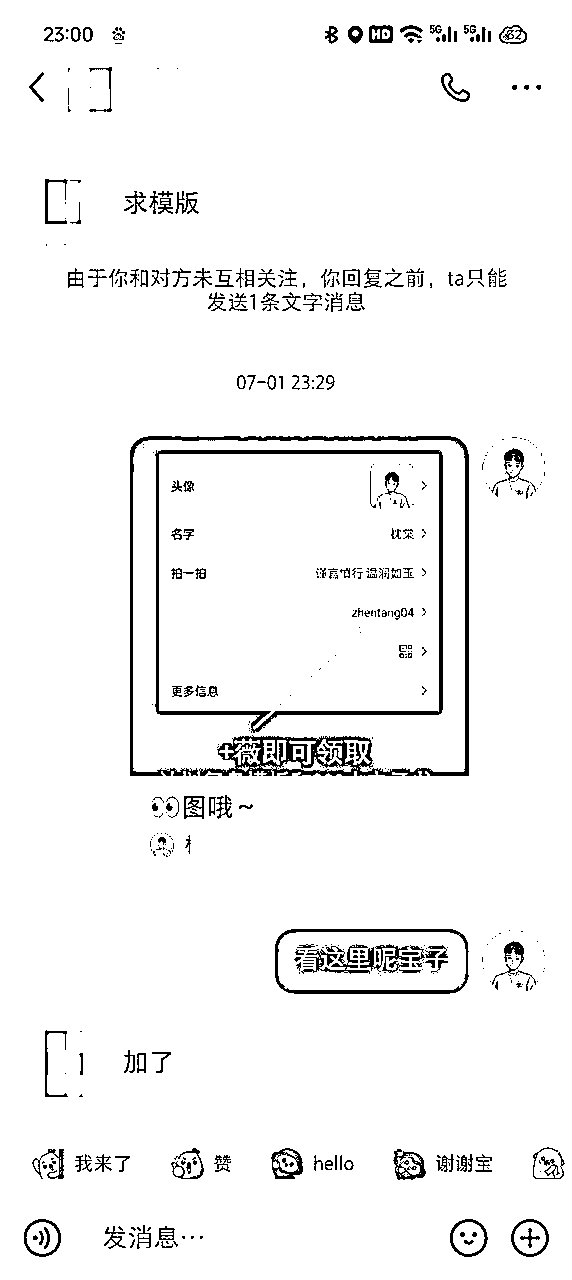 23:00
HD 5G 5G 62
求模版
由于你和对方未互相关注，你回复之前，ta只能
发送1条文字消息
07-01 23:29
头像
名字 枕棠
拍一拍 谨言慎行 温润如玉
zhentang04
更多信息
+薇即可领取
👀图哦~
看这里呢宝子
加了
我来了 赞 hello 谢谢宝
发消息…